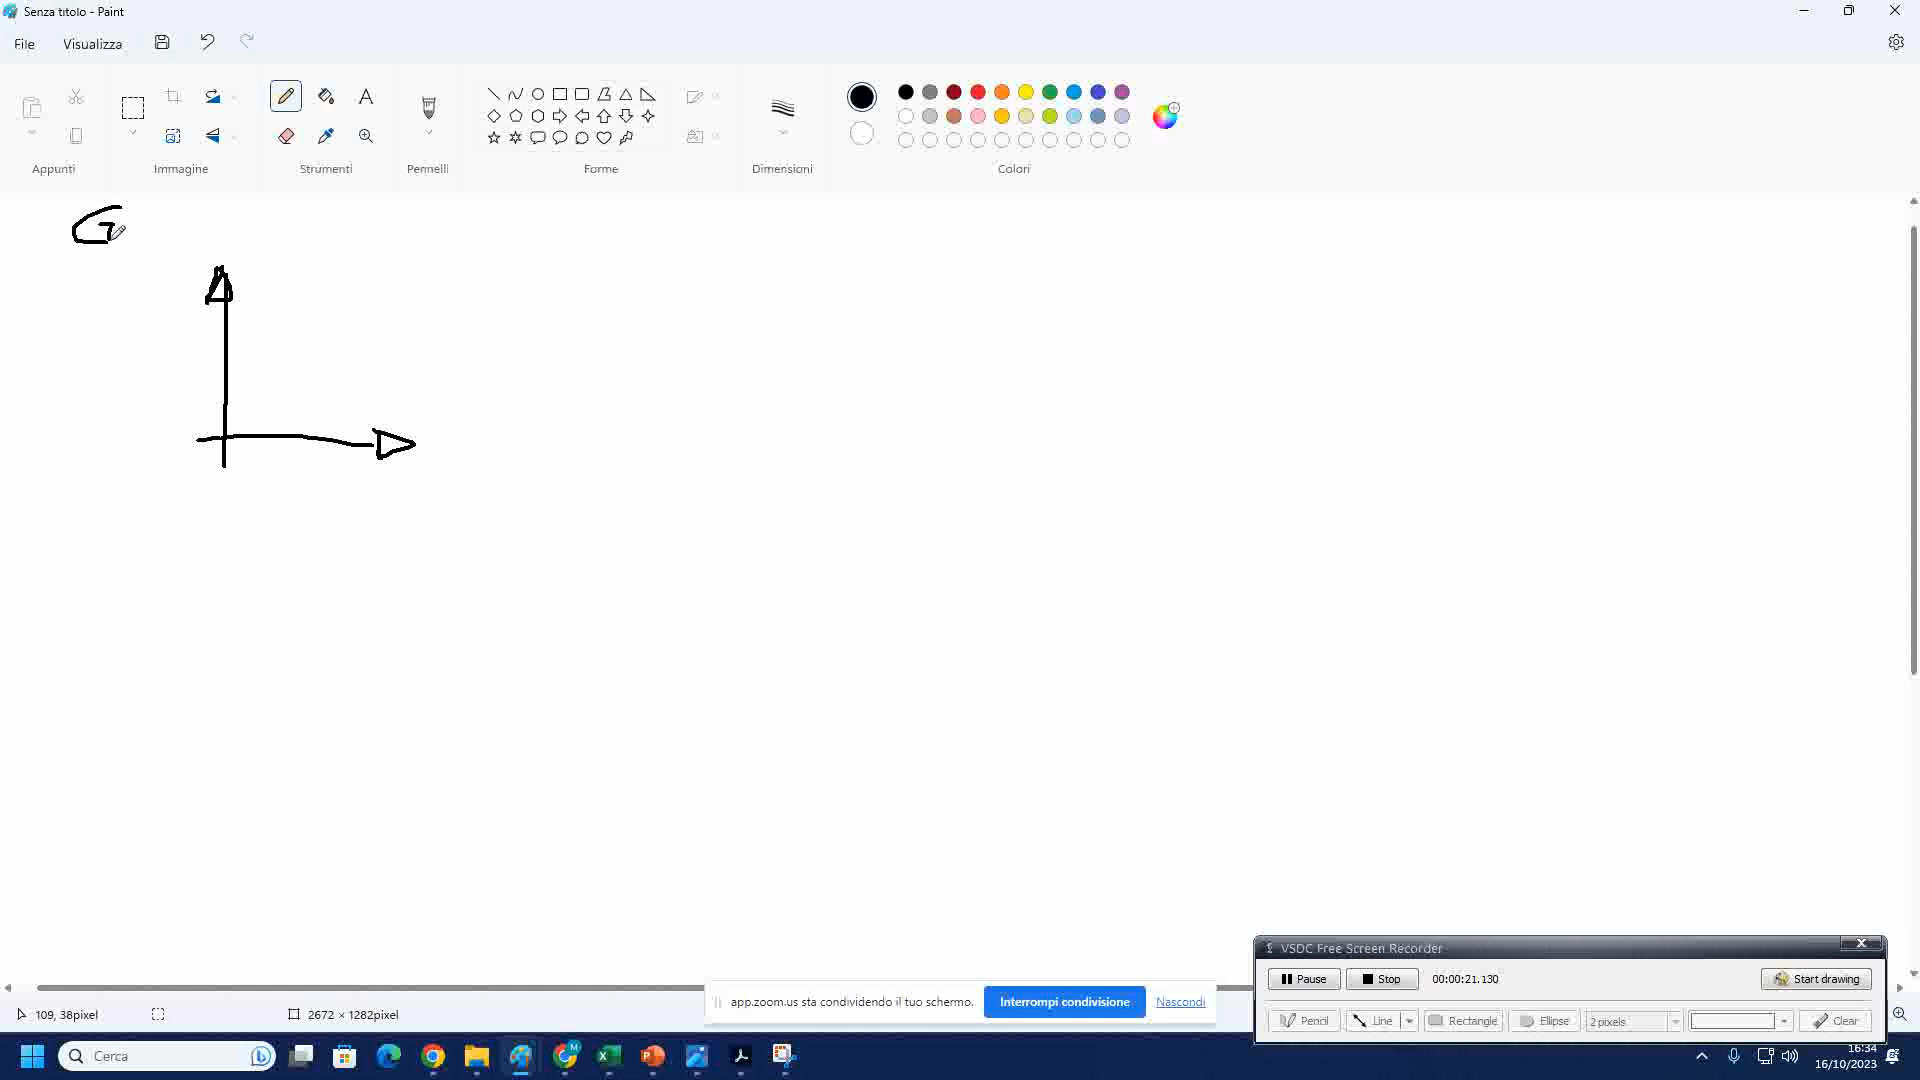 Senza titolo - Paint
File Visualizza
Appunti Immagine Strumenti Pennelli Forme Dimensioni Colori
A
G
VSDC Free Screen Recorder
Pause Stop 00:00:21.130 Start drawing
app.zoom.us sta condividendo il tuo schermo. Interrompi condivisione Nascondi
109, 38pixel 2672 × 1282pixel
Pencil Line Rectangle Ellipse 2 pixels Clear
Cerca
16:34
16/10/2023